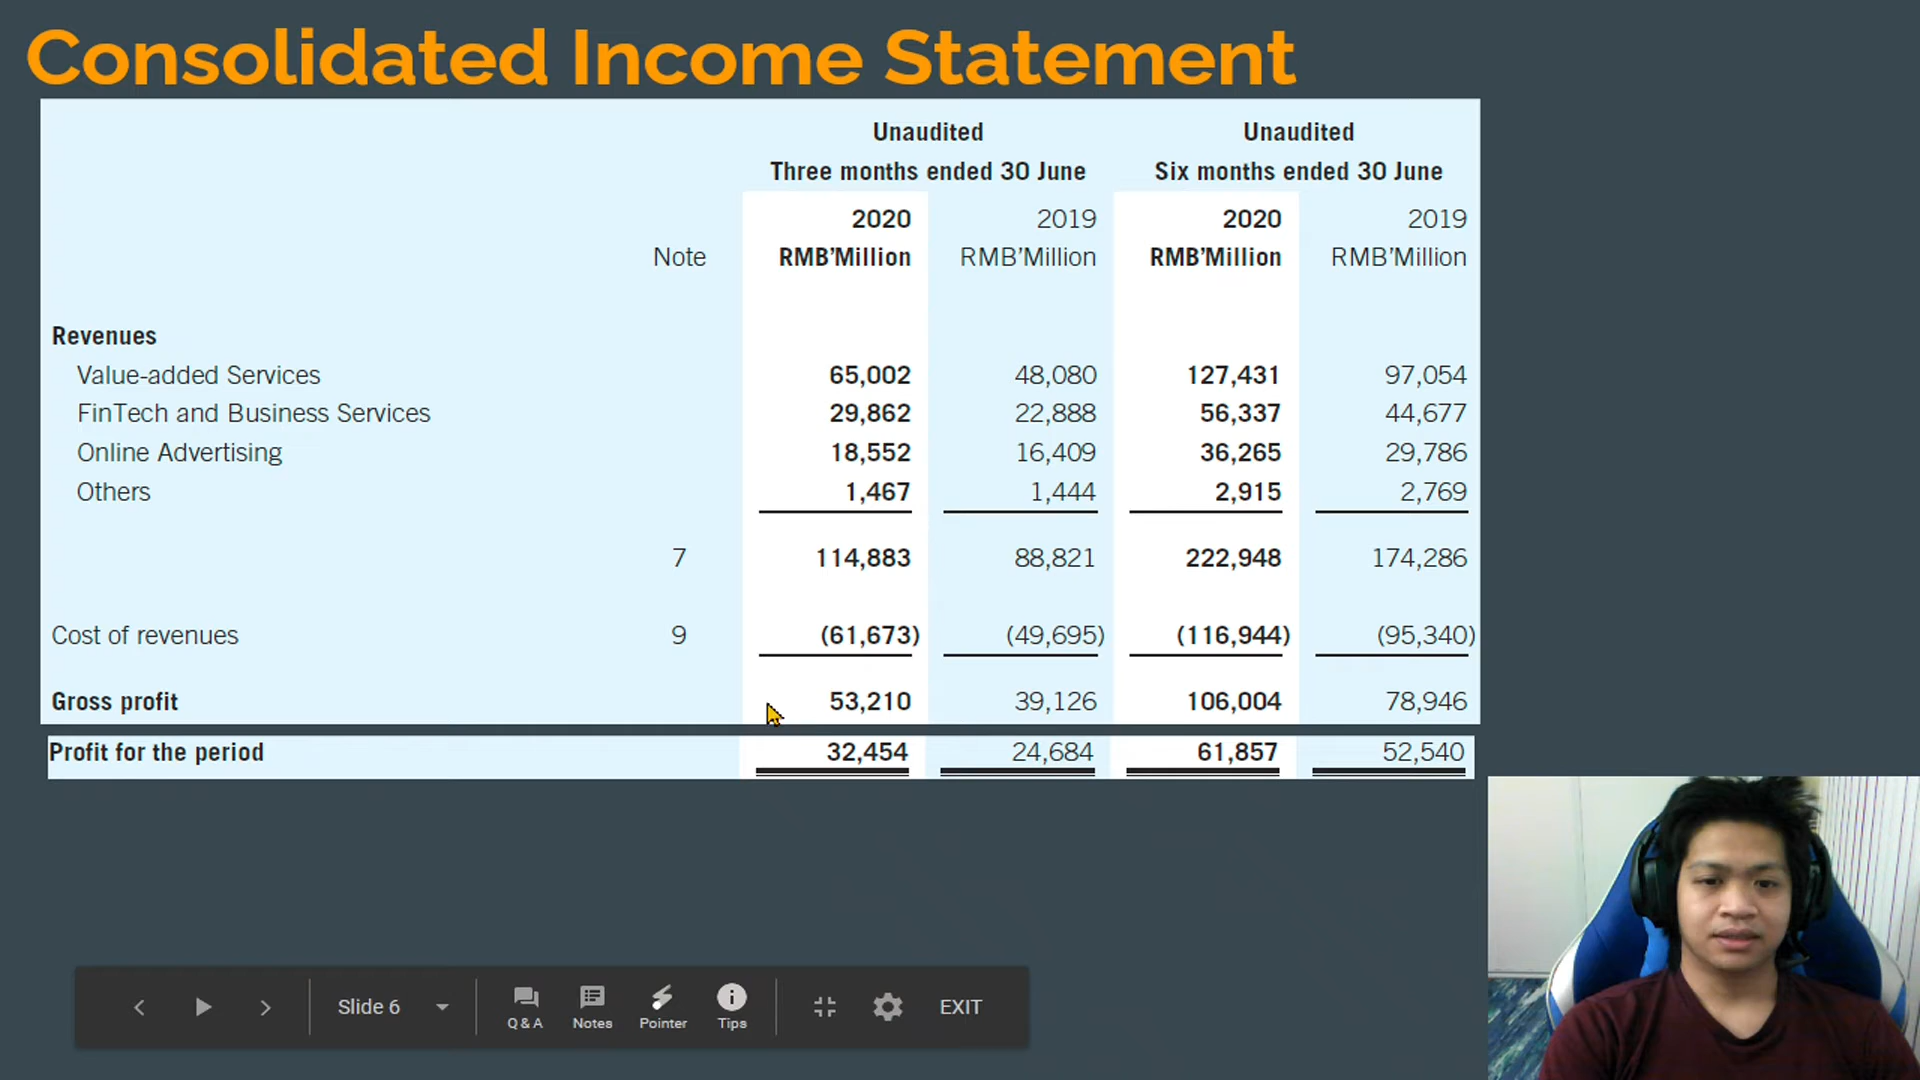 Consolidated Income Statement
Unaudited Unaudited
Three months ended 30 June Six months ended 30 June
2020 2019 2020 2019
Note RMB’Million RMB’Million RMB’Million RMB’Million
Revenues
Value-added Services 65,002 48,080 127,431 97,054
FinTech and Business Services 29,862 22,888 56,337 44,677
Online Advertising 18,552 16,409 36,265 29,786
Others 1,467 1,444 2,915 2,769
7 114,883 88,821 222,948 174,286
Cost of revenues 9 (61,673) (49,695) (116,944) (95,340)
Gross profit 53,210 39,126 106,004 78,946
Profit for the period 32,454 24,684 61,857 52,540
Slide 6 Q & A Notes Pointer Tips EXIT